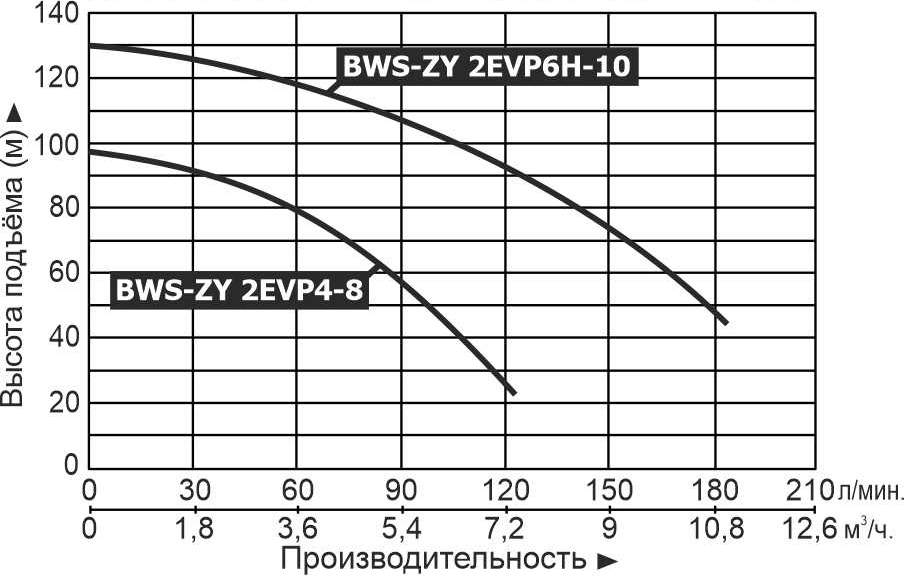 Высота подъёма (м) ►
140
120
100
80
60
40
20
0
BWS-ZY 2EVP6H-10
BWS-ZY 2EVP4-8
0 30 60 90 120 150 180 210 л/мин.
0 1,8 3,6 5,4 7,2 9 10,8 12,6 м³/ч.
Производительность ►